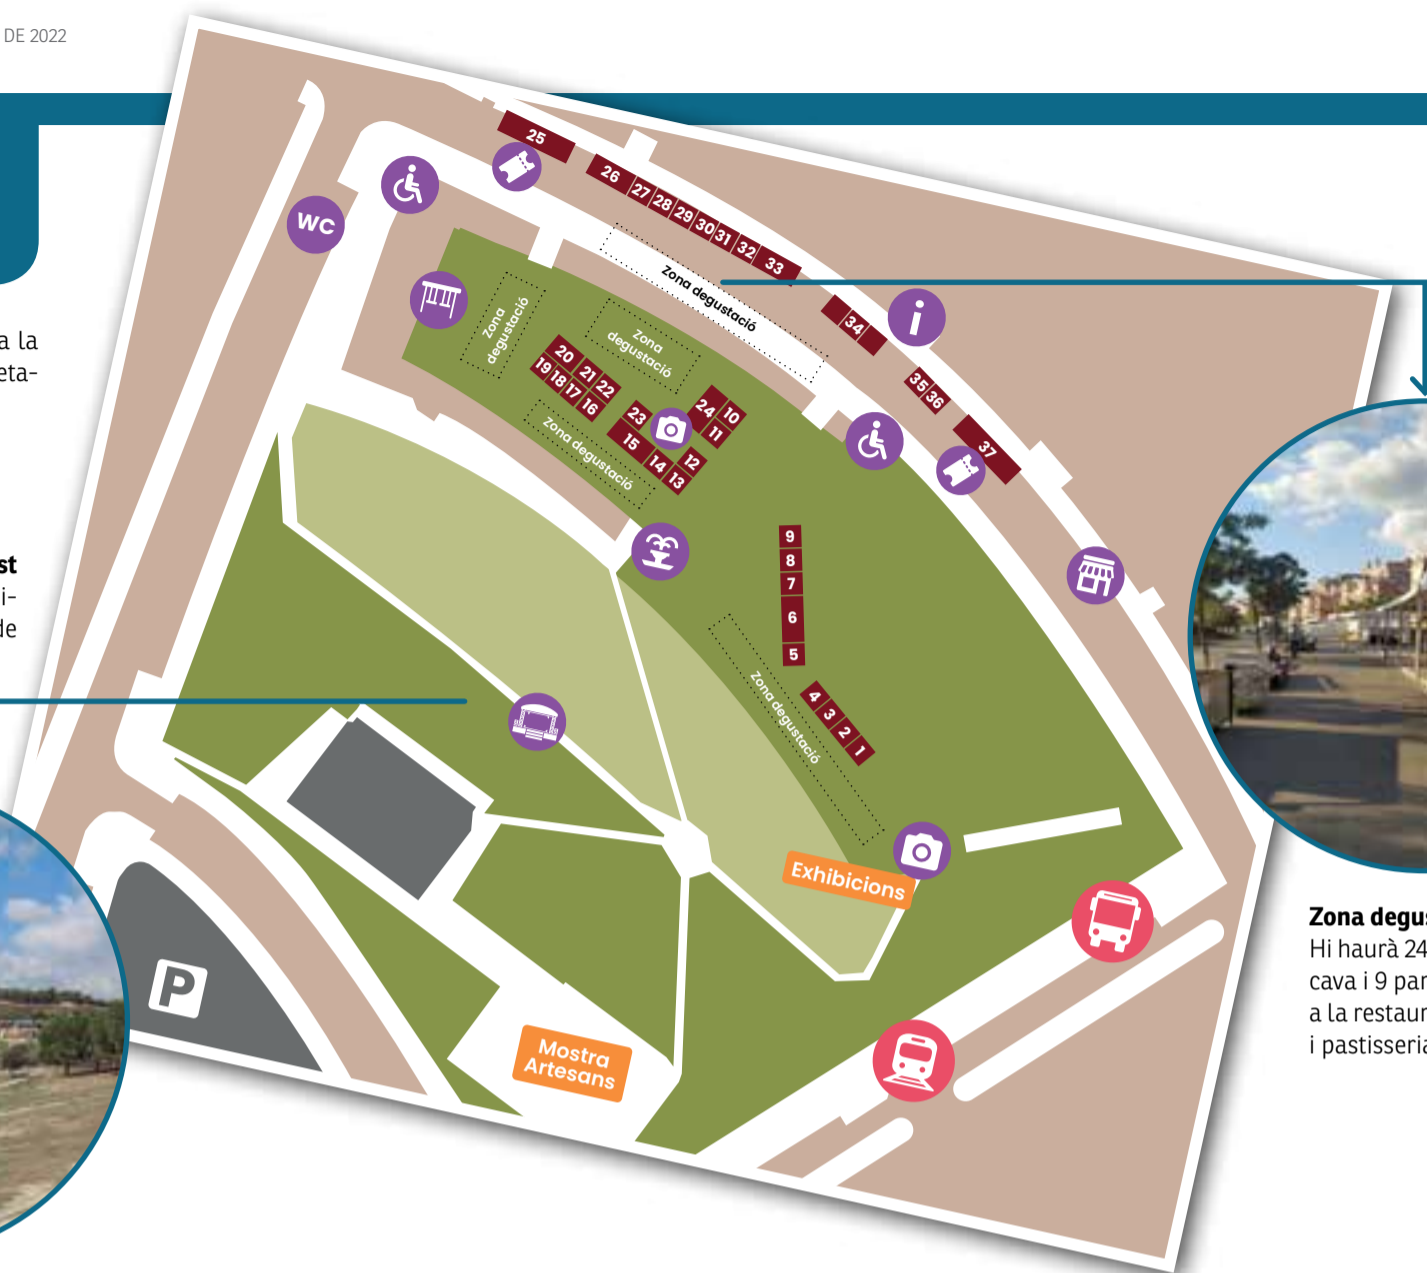 DE 2022
a la
eta-
st
i-
de
25
26
27
28
29
30
31
32
33
34
35
36
37
WC
Zona degustació
Zona
degustació
Zona
degustació
20
21
22
19
18
17
16
23
24
10
11
15
14
12
13
Zona degustació
9
8
7
6
5
4
3
2
1
Zona degustació
Exhibicions
Mostra
Artesans
P
i
Zona degus
Hi haurà 24
cava i 9 par
a la restaur
i pastisseria